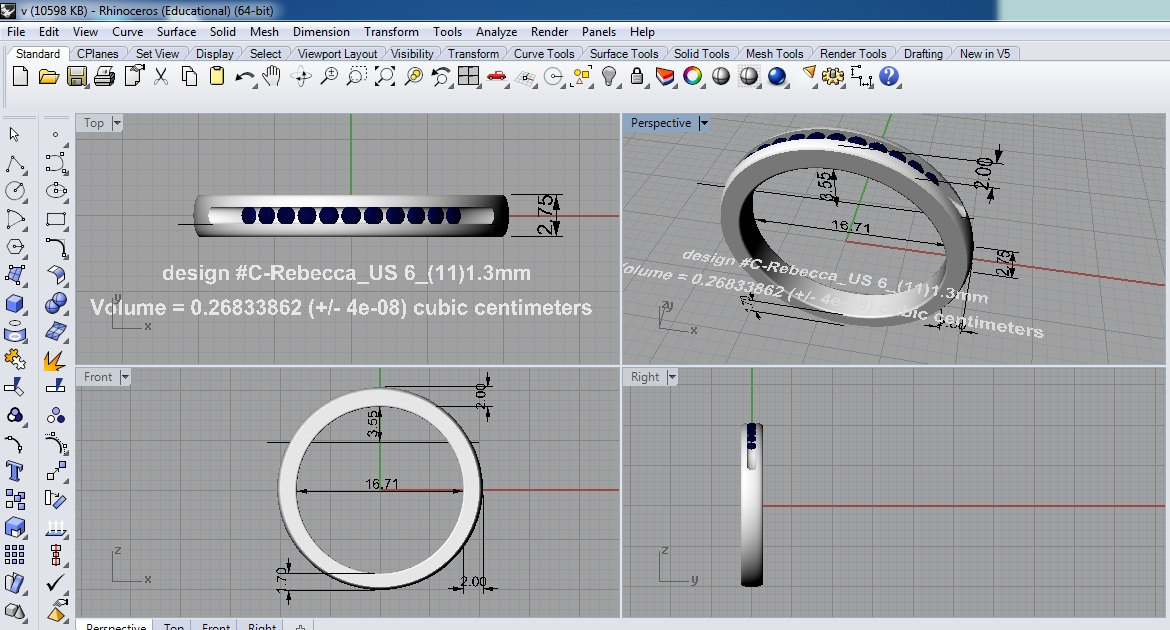 v (10598 KB) - Rhinoceros (Educational) (64-bit)
File Edit View Curve Surface Solid Mesh Dimension Transform Tools Analyze Render Panels Help
Standard CPlanes Set View Display Select Viewport Layout Visibility Transform Curve Tools Surface Tools Solid Tools Mesh Tools Render Tools Drafting New in V5
Top
2.75
design #C-Rebecca_US 6_(11)1.3mm
Volume = 0.26833862 (+/- 4e-08) cubic centimeters
y
x
Perspective
2.00
3.55
16.71
2.75
design #C-Rebecca_US 6_(11)1.3mm
Volume = 0.26833862 (+/- 4e-08) cubic centimeters
z y
x
Front
2.00
3.55
16.71
1.70
2.00
z
x
Right
z
y
Perspective Top Front Right